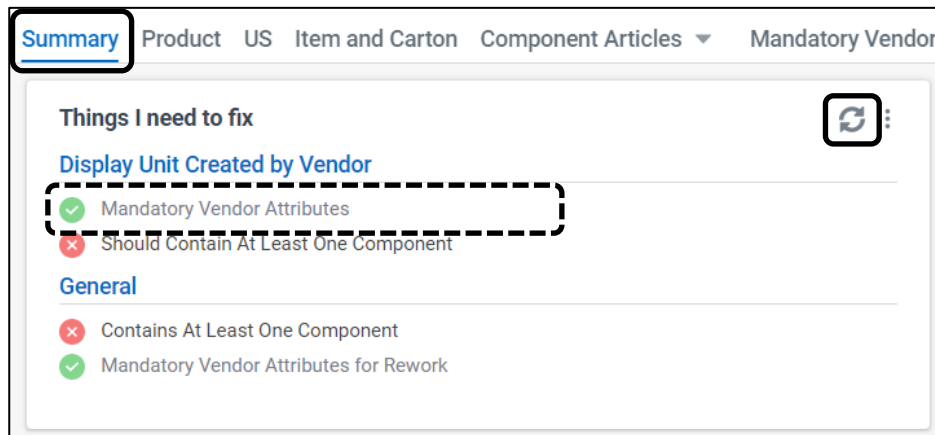 Summary Product US Item and Carton Component Articles Mandatory Vendor
Things I need to fix
Display Unit Created by Vendor
Mandatory Vendor Attributes
Should Contain At Least One Component
General
Contains At Least One Component
Mandatory Vendor Attributes for Rework